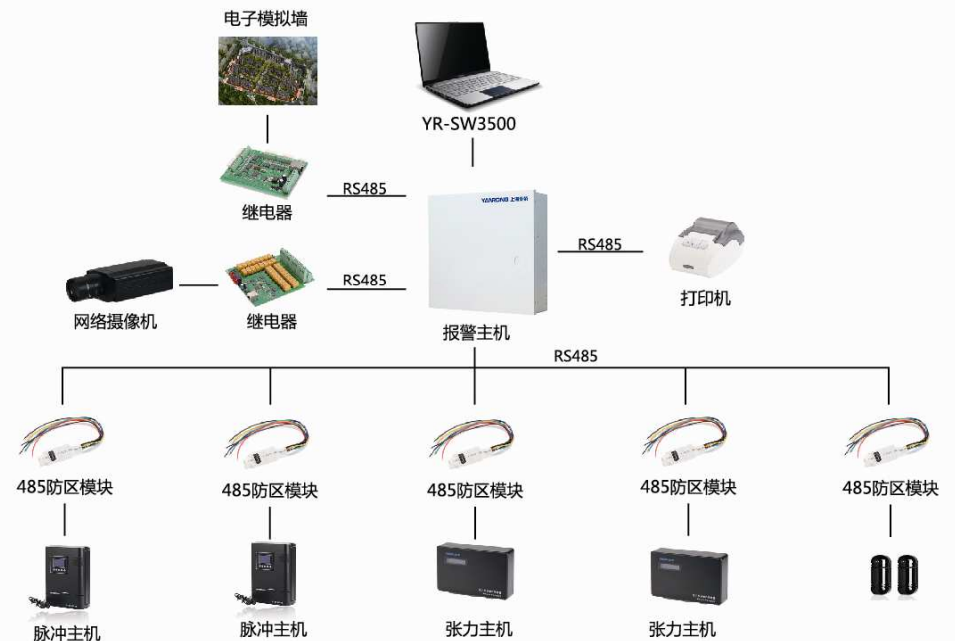 电子模拟墙
YR-SW3500
继电器
RS485
YANRONG
RS485
打印机
网络摄像机
继电器
RS485
报警主机
RS485
485防区模块
485防区模块
485防区模块
485防区模块
485防区模块
脉冲主机
脉冲主机
张力主机
张力主机